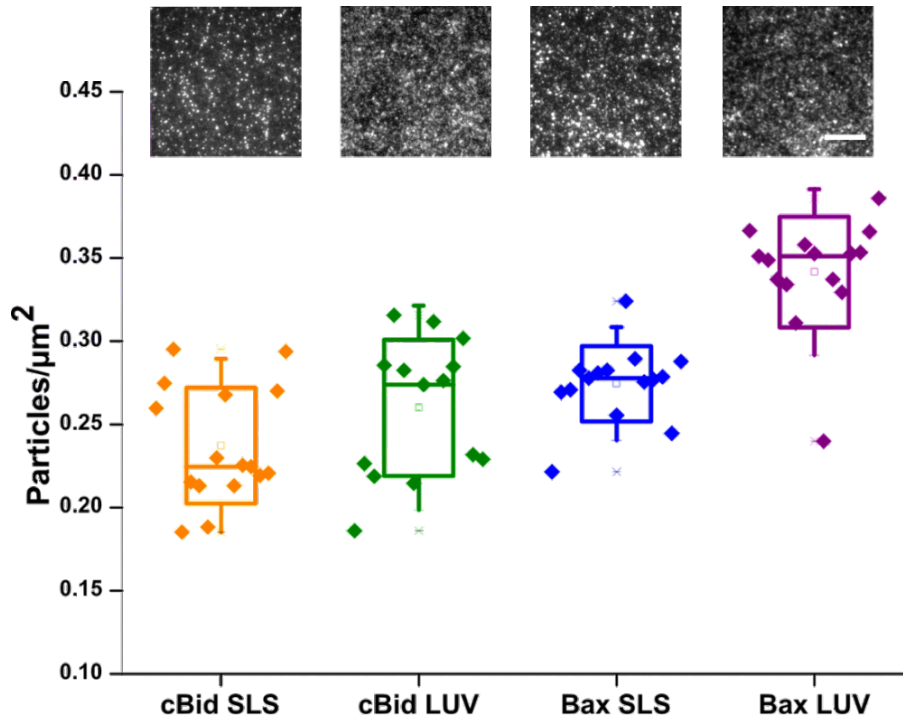 0.45
0.40
0.35
0.30
0.25
0.20
0.15
0.10
Particles/µm²
cBid SLS
cBid LUV
Bax SLS
Bax LUV